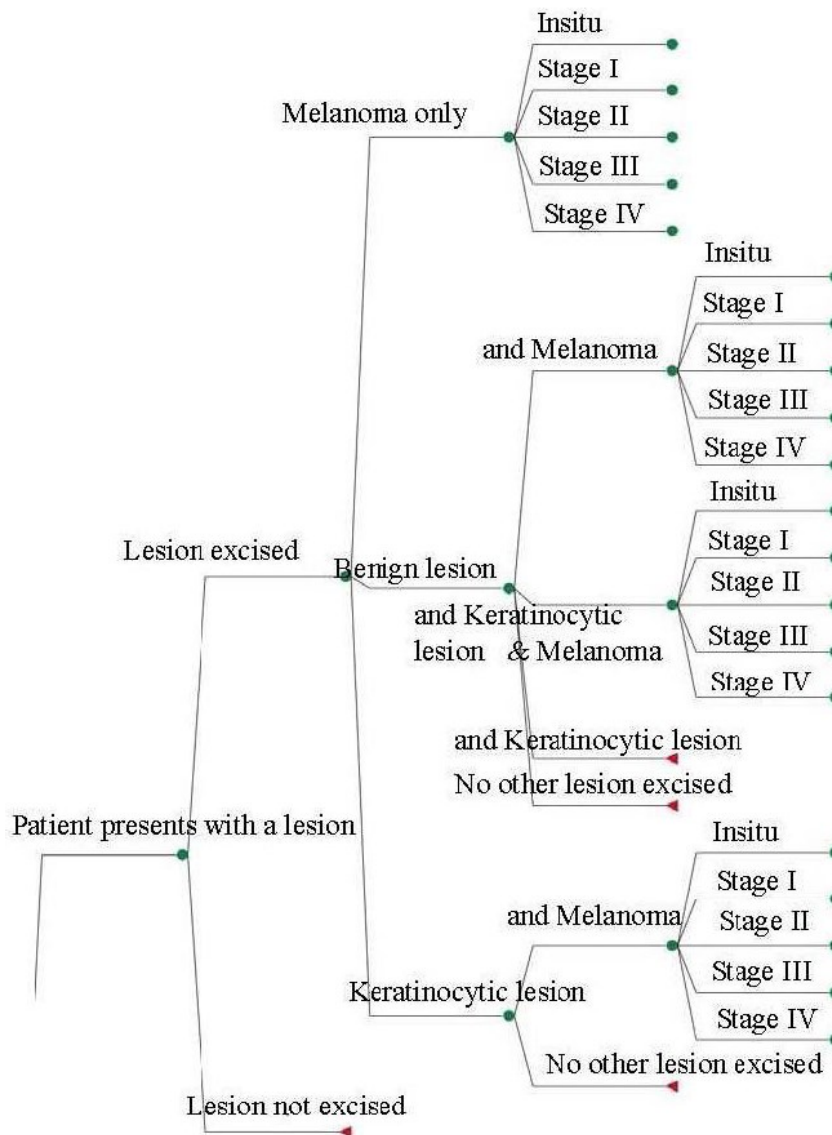 Insitu
Stage I
Melanoma only
Stage II
Stage III
Stage IV
Insitu
Stage I
and Melanoma
Stage II
Stage III
Stage IV
Insitu
Lesion excised
Stage I
Benign lesion
Stage II
and Keratinocytic
lesion & Melanoma
Stage III
Stage IV
and Keratinocytic lesion
No other lesion excised
Patient presents with a lesion
Insitu
Stage I
and Melanoma
Stage II
Stage III
Keratinocytic lesion
Stage IV
No other lesion excised
Lesion not excised